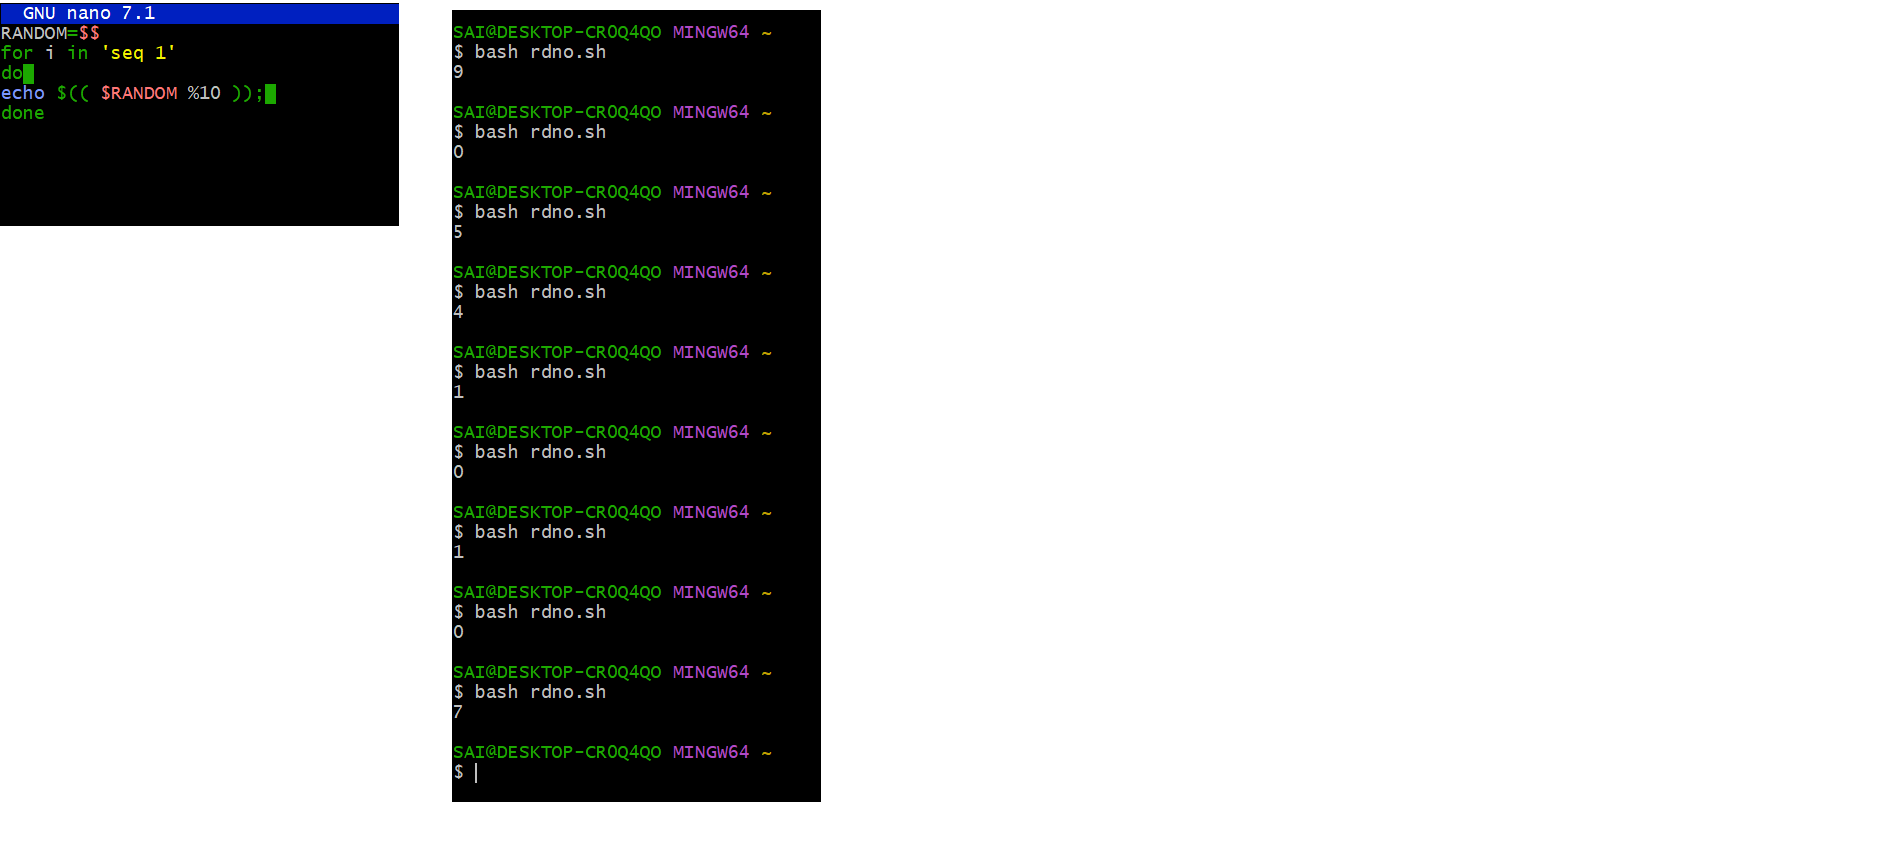 GNU nano 7.1
RANDOM=$$
for i in 'seq 1'
do
echo $(( $RANDOM %10 ));
done
SAI@DESKTOP-CR0Q4QO MINGW64 ~
$ bash rdno.sh
9
SAI@DESKTOP-CR0Q4QO MINGW64 ~
$ bash rdno.sh
0
SAI@DESKTOP-CR0Q4QO MINGW64 ~
$ bash rdno.sh
5
SAI@DESKTOP-CR0Q4QO MINGW64 ~
$ bash rdno.sh
4
SAI@DESKTOP-CR0Q4QO MINGW64 ~
$ bash rdno.sh
1
SAI@DESKTOP-CR0Q4QO MINGW64 ~
$ bash rdno.sh
0
SAI@DESKTOP-CR0Q4QO MINGW64 ~
$ bash rdno.sh
1
SAI@DESKTOP-CR0Q4QO MINGW64 ~
$ bash rdno.sh
0
SAI@DESKTOP-CR0Q4QO MINGW64 ~
$ bash rdno.sh
7
SAI@DESKTOP-CR0Q4QO MINGW64 ~
$